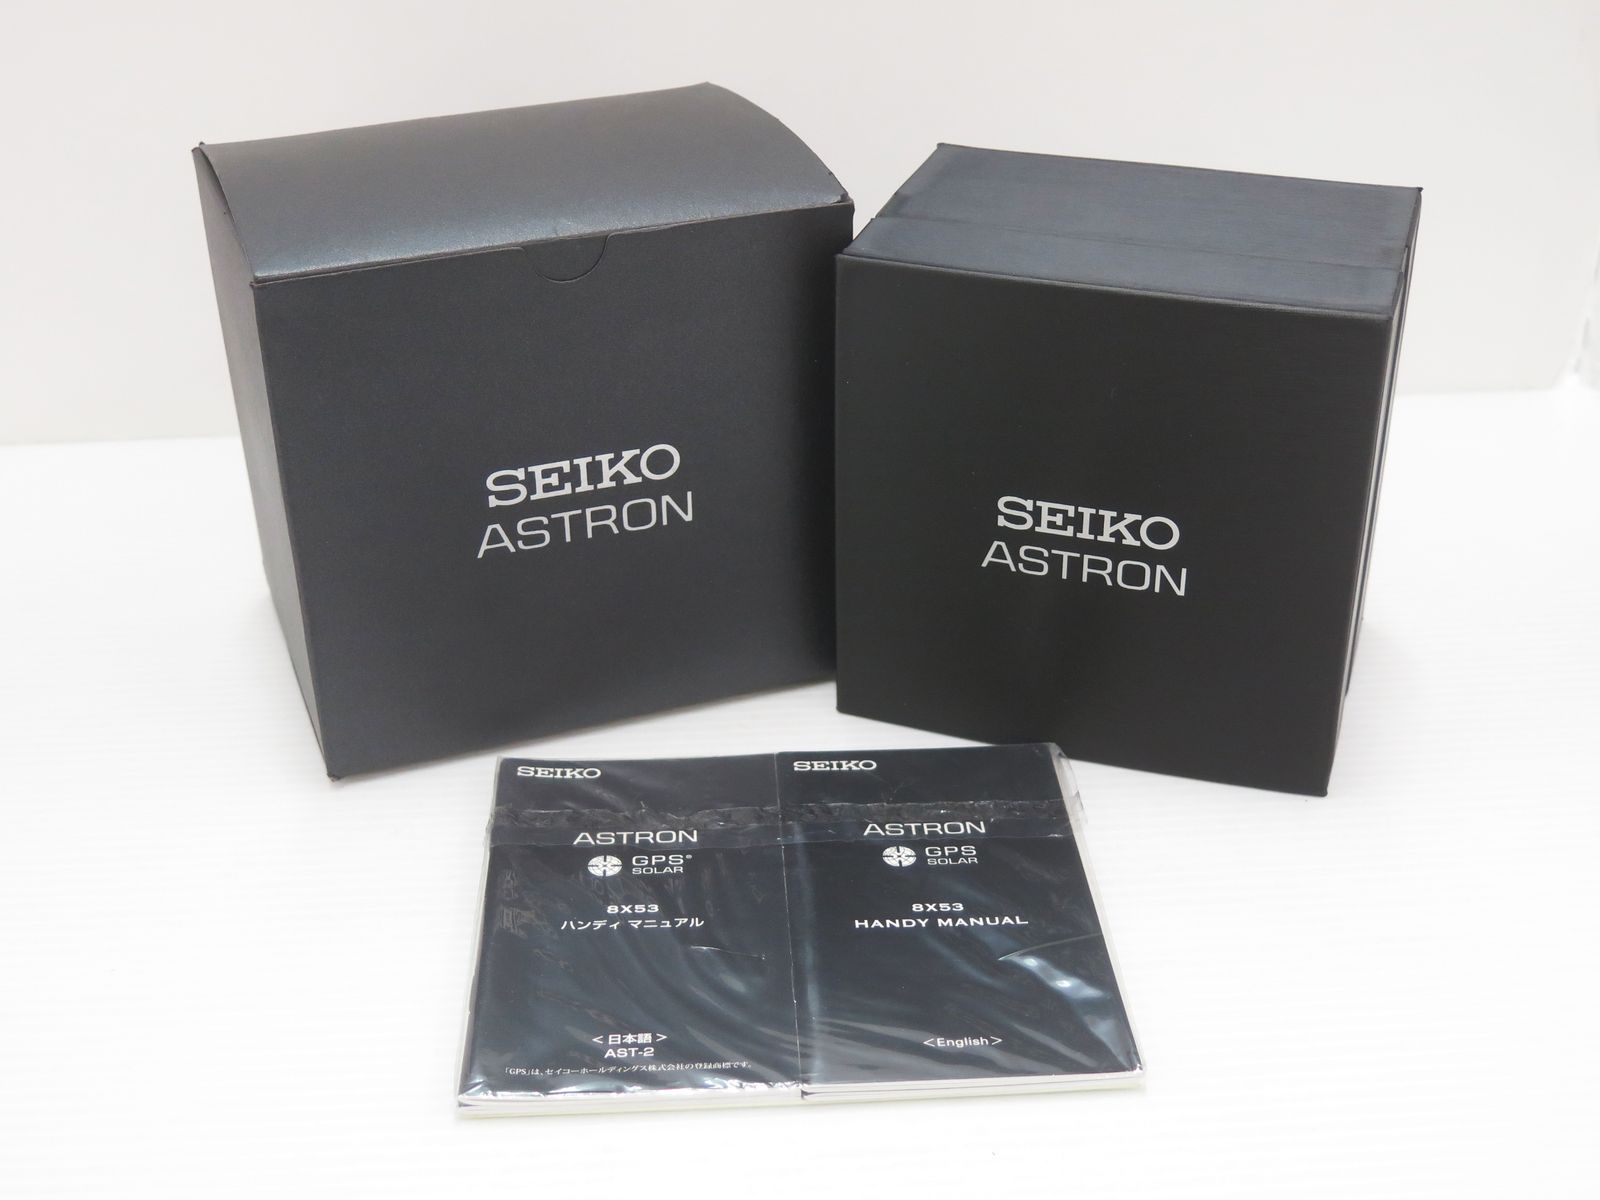 SEIKO
ASTRON
SEIKO
ASTRON
SEIKO
ASTRON
GPS®
SOLAR
8X53
ハンディ マニュアル
<日本語>
AST-2
「GPS」は、セイコーホールディングス株式会社の登録商標です。
SEIKO
ASTRON
GPS
SOLAR
8X53
HANDY MANUAL
<English>